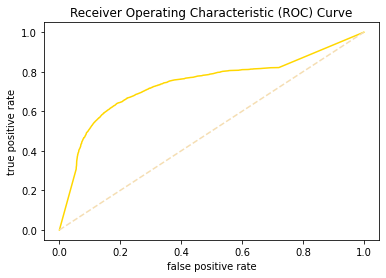 Receiver Operating Characteristic (ROC) Curve
1.0
0.8
0.6
0.4
0.2
0.0
true positive rate
0.0 0.2 0.4 0.6 0.8 1.0
false positive rate